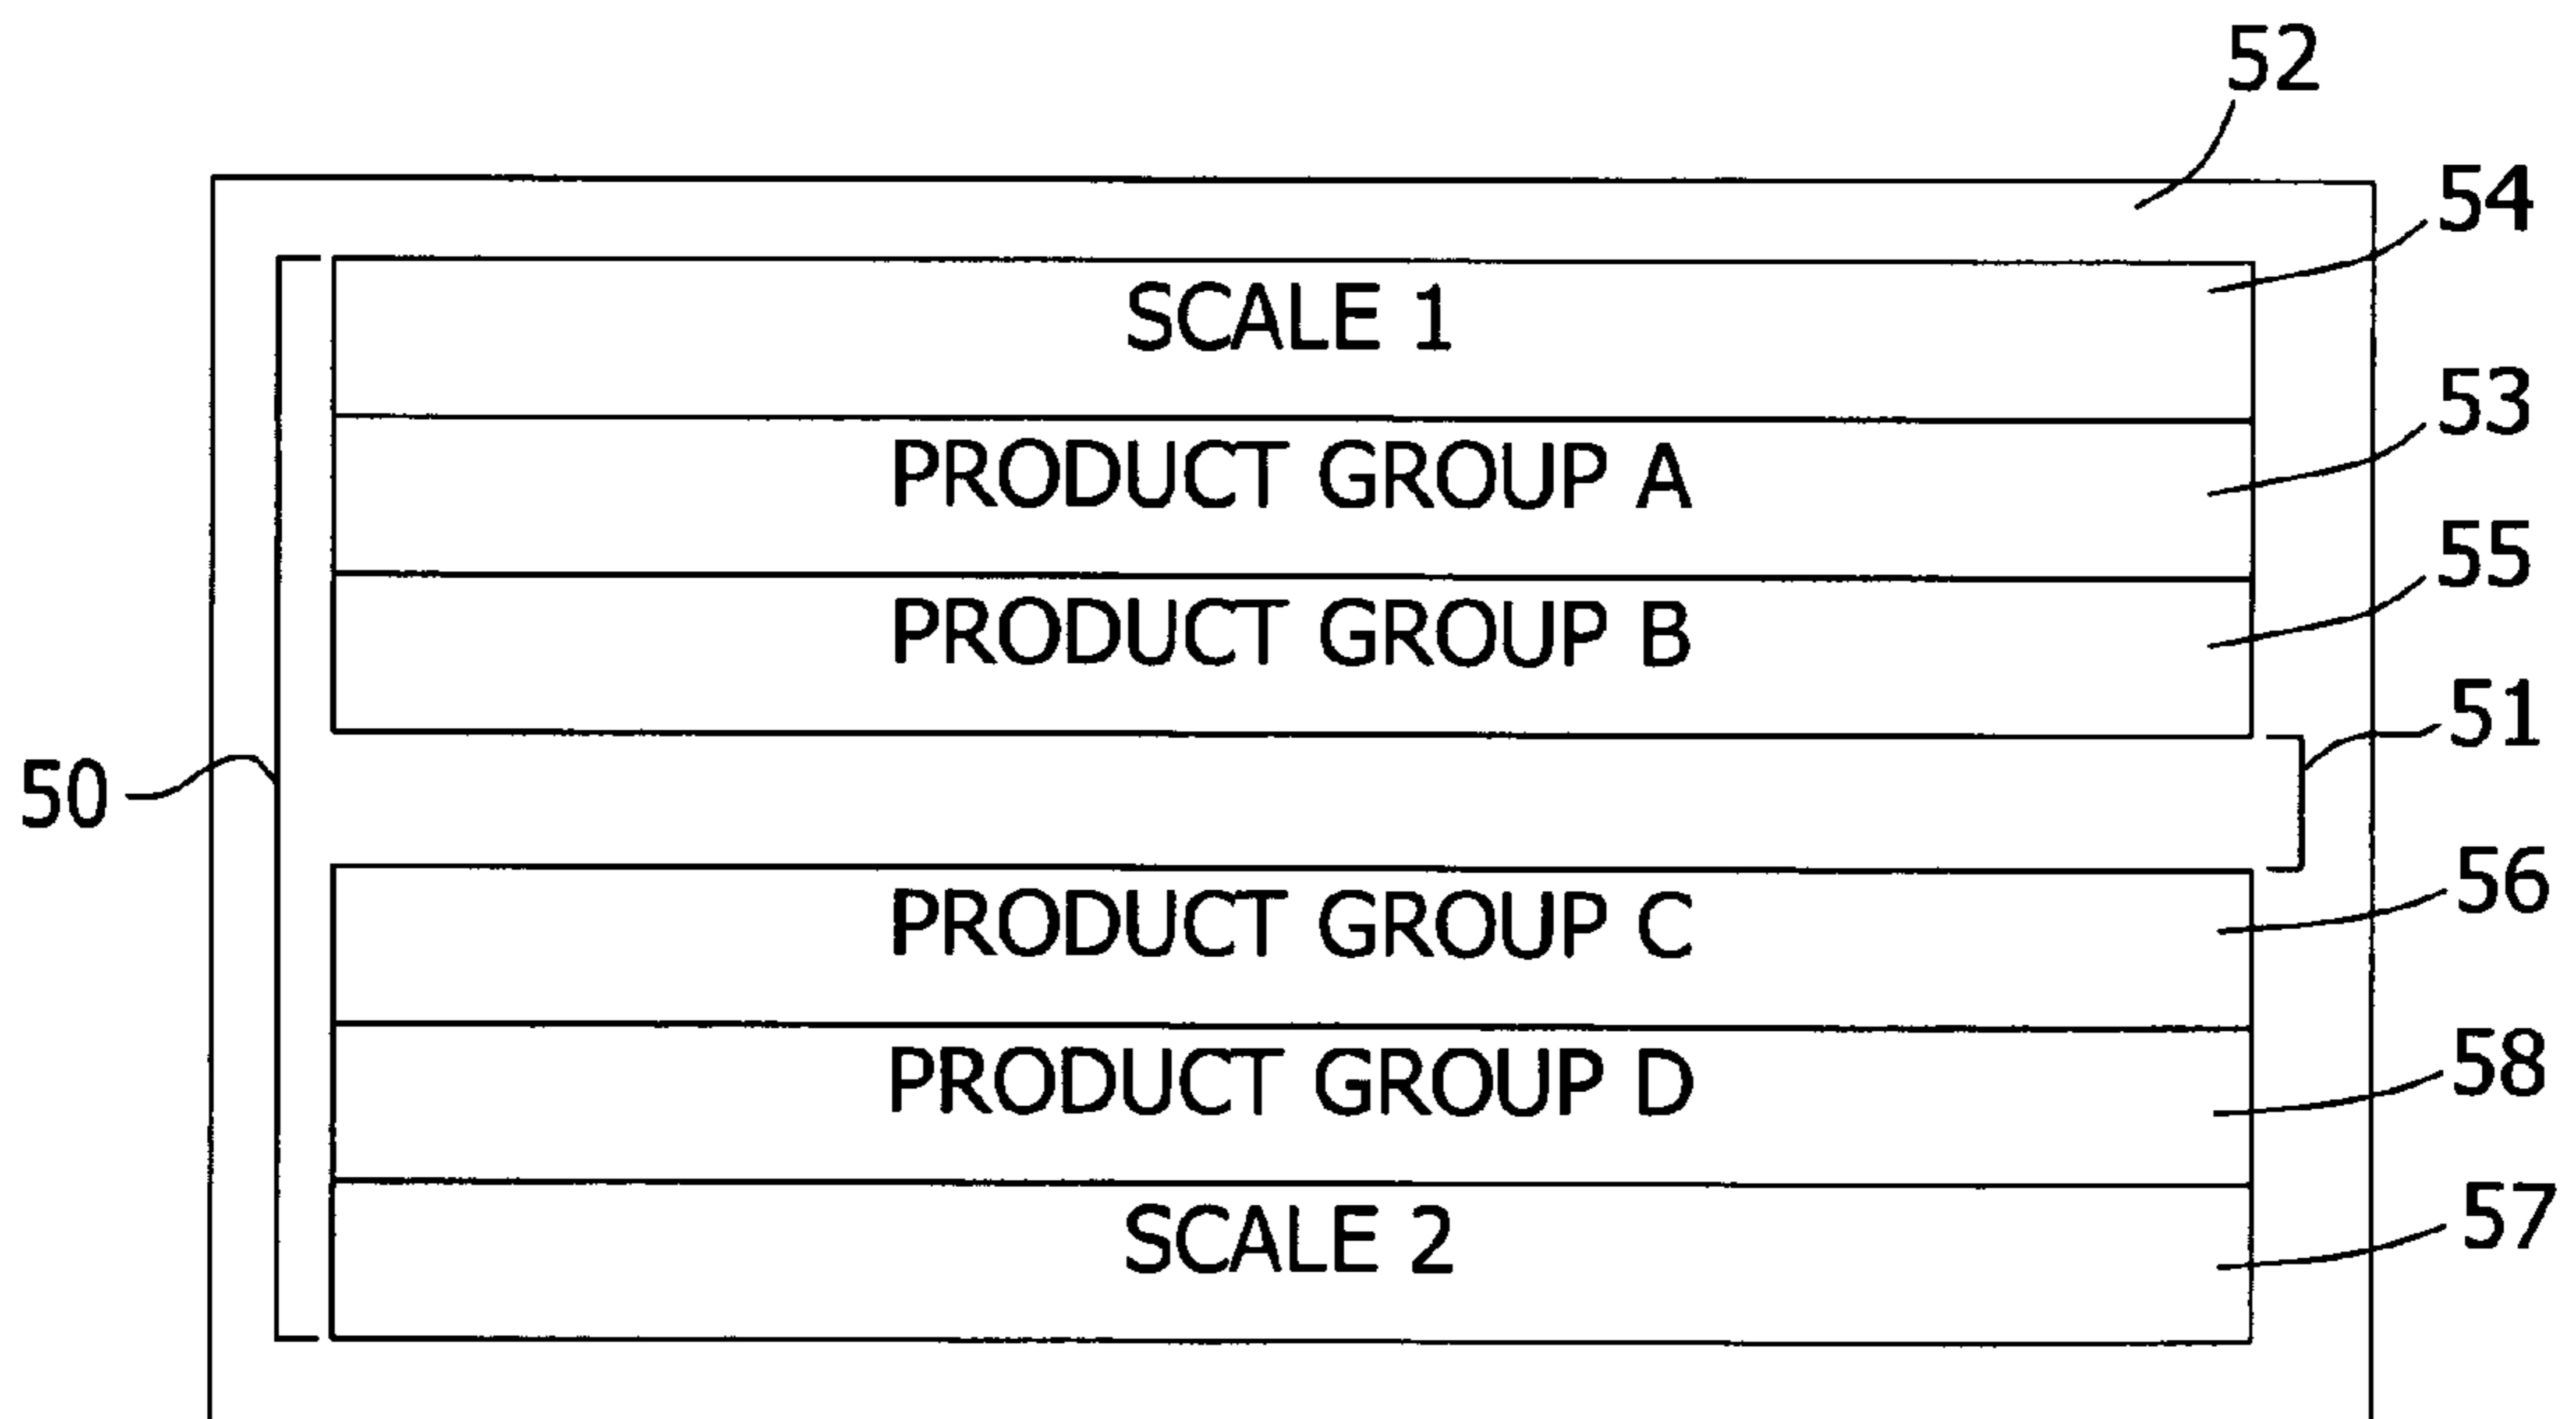 52
54
SCALE 1
53
PRODUCT GROUP A
55
PRODUCT GROUP B
51
50
56
PRODUCT GROUP C
58
PRODUCT GROUP D
57
SCALE 2